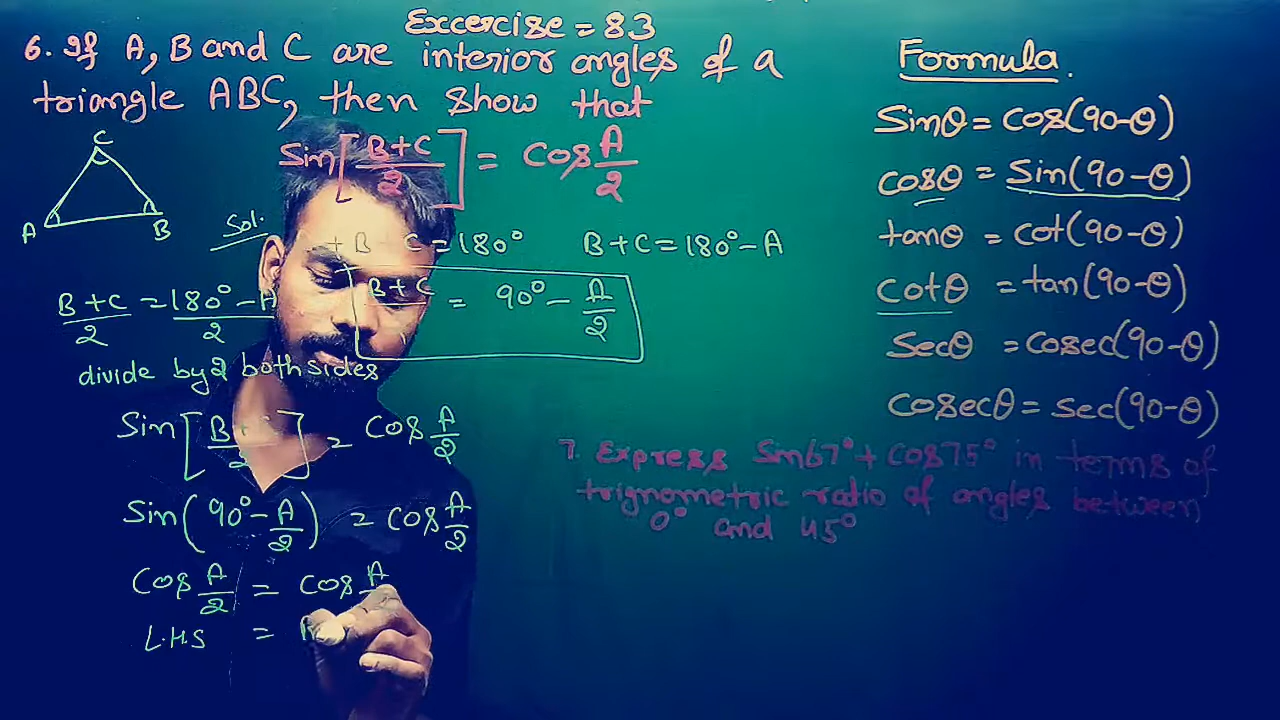 Excercise = 8.3
6. If A, B and C are interior angles of a
triangle ABC, then show that
Sin[B+C/2] = Cos A/2
C
A
B
Sol.
+ B C = 180°
B+C = 180° - A
B+C/2 = 180° - A/2
B+C = 90° - A/2
divide by 2 both sides
Sin[B+C/2] = Cos A/2
Sin(90° - A/2) = Cos A/2
Cos A/2 = Cos A
L.H.S =
Formula.
Sinθ = cos(90-θ)
cosθ = Sin(90-θ)
tanθ = cot(90-θ)
Cotθ = tan(90-θ)
Secθ = Cosec(90-θ)
Cosecθ = sec(90-θ)
7. Express Sin67° + Cos75° in terms of
trignometric ratio of angles between
0° and 45°